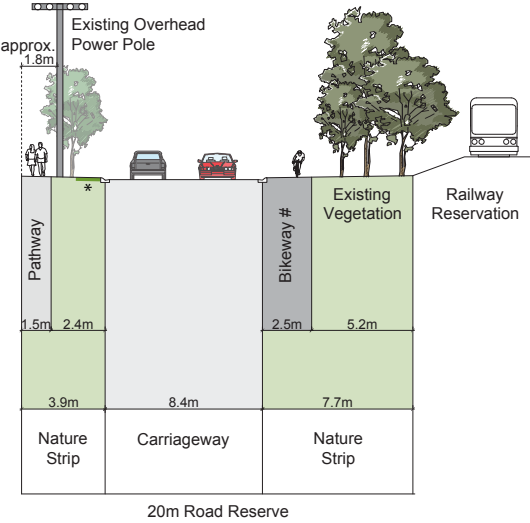 Existing Overhead
Power Pole
approx.
1.8m
*
Pathway
Bikeway #
Existing
Vegetation
Railway
Reservation
1.5m 2.4m 2.5m 5.2m
3.9m 8.4m 7.7m
Nature
Strip
Carriageway
Nature
Strip
20m Road Reserve